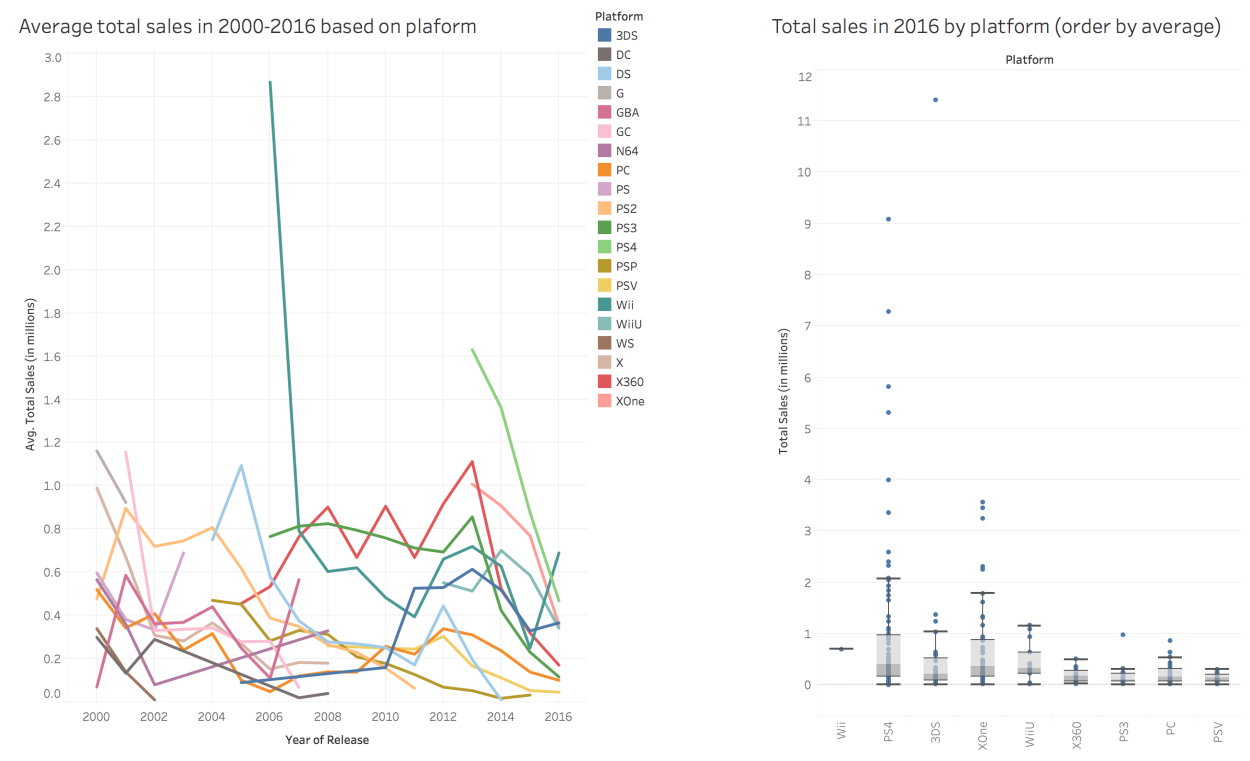 Average total sales in 2000-2016 based on plaform
Avg. Total Sales (in millions)
3.0
2.8
2.6
2.4
2.2
2.0
1.8
1.6
1.4
1.2
1.0
0.8
0.6
0.4
0.2
0.0
2000 2002 2004 2006 2008 2010 2012 2014 2016
Year of Release
Platform
3DS
DC
DS
G
GBA
GC
N64
PC
PS
PS2
PS3
PS4
PSP
PSV
Wii
WiiU
WS
X
X360
XOne
Total sales in 2016 by platform (order by average)
Platform
Total Sales (in millions)
12
11
10
9
8
7
6
5
4
3
2
1
0
Wii PS4 3DS XOne WiiU X360 PS3 PC PSV